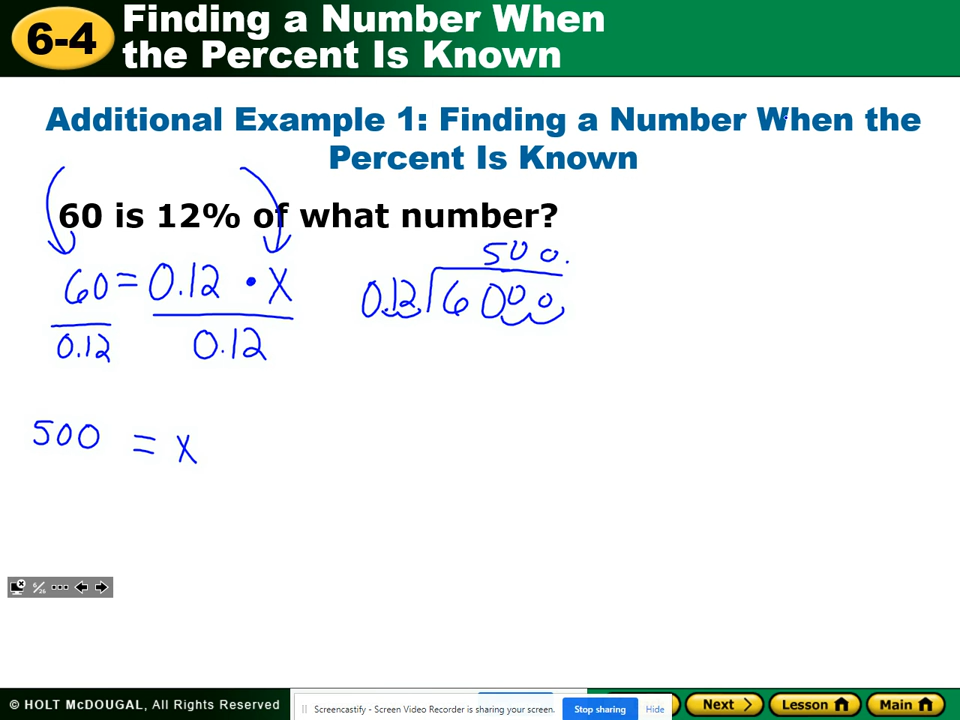 6-4
Finding a Number When
the Percent Is Known
Additional Example 1: Finding a Number When the
Percent Is Known
60 is 12% of what number?
60 = 0.12 • x
0.12 0.12
500.
0.12 6000
500 = x
6/26
© HOLT McDOUGAL, All Rights Reserved
Screencastify - Screen Video Recorder is sharing your screen.
Stop sharing
Hide
Next
Lesson
Main